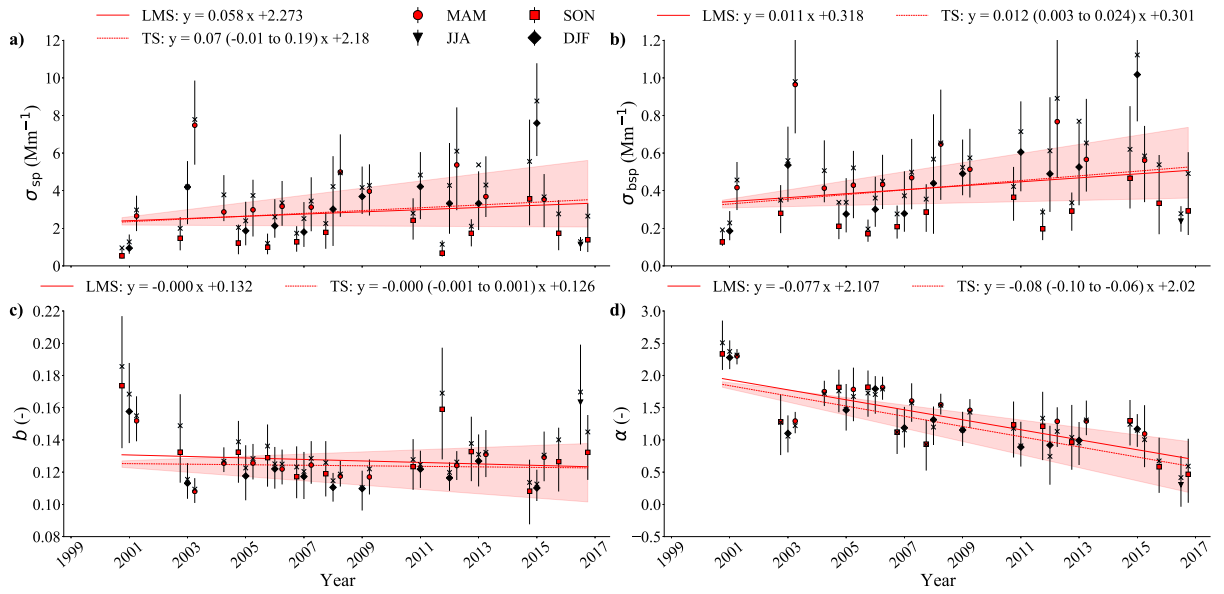 LMS: y = 0.058 x +2.273
TS: y = 0.07 (-0.01 to 0.19) x +2.18
MAM
JJA
SON
DJF
LMS: y = 0.011 x +0.318
TS: y = 0.012 (0.003 to 0.024) x +0.301
a)
12
10
8
6
4
2
0
σsp (Mm⁻¹)
b)
1.2
1.0
0.8
0.6
0.4
0.2
0.0
σbsp (Mm⁻¹)
LMS: y = -0.000 x +0.132
TS: y = -0.000 (-0.001 to 0.001) x +0.126
LMS: y = -0.077 x +2.107
TS: y = -0.08 (-0.10 to -0.06) x +2.02
c)
0.22
0.20
0.18
0.16
0.14
0.12
0.10
0.08
b (-)
1999
2001
2003
2005
2007
2009
2011
2013
2015
2017
Year
d)
3.0
2.5
2.0
1.5
1.0
0.5
0.0
−0.5
α (-)
1999
2001
2003
2005
2007
2009
2011
2013
2015
2017
Year